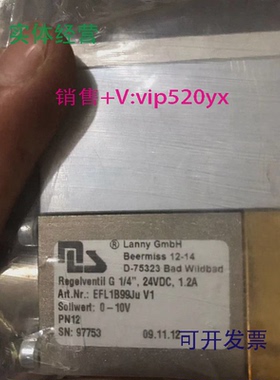 实体经营
销售+V:vip520yx
® Lanny GmbH
Beermiss 12-14
D-75323 Bad Wildbad
Regelventil G 1/4", 24VDC, 1.2A
Art.Nr.: EFL1B99Ju V1
Sollwert: 0-10V
PN12
SN: 97753
09.11.12
可开发票